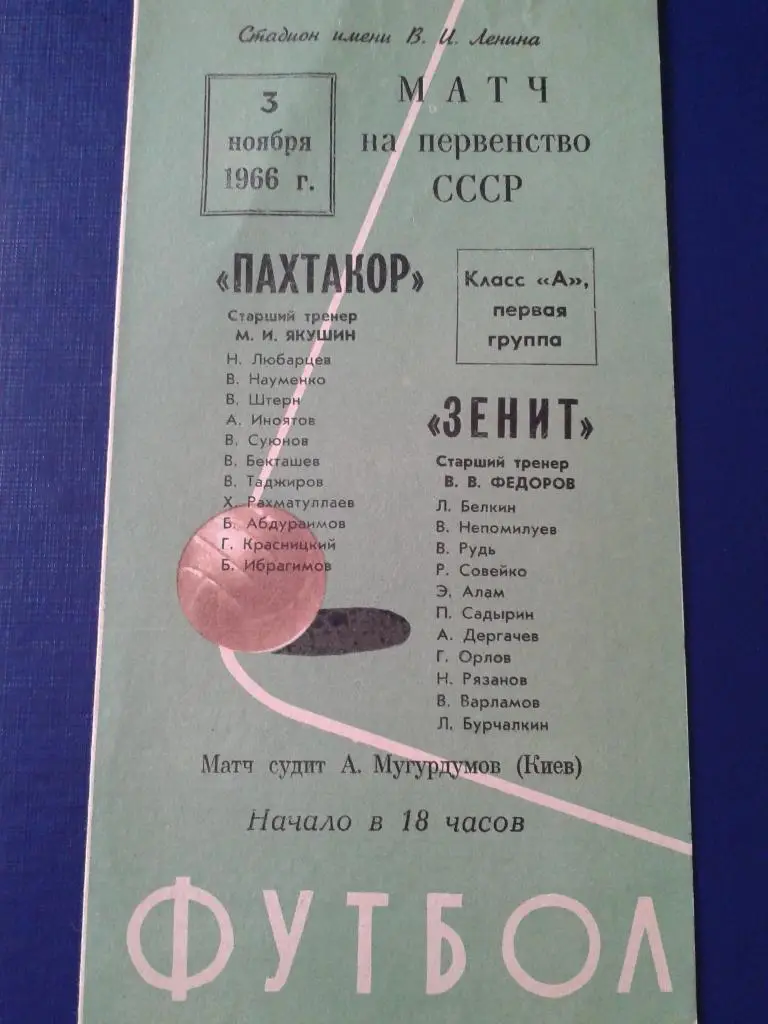 Стадион имени В. И. Ленина
3
ноября
1966 г.
МАТЧ
на первенство
СССР
«ПАХТАКОР»
Старший тренер
М. И. ЯКУШИН
Н. Любарцев
В. Науменко
В. Штерн
А. Иноятов
В. Суюнов
В. Бекташев
В. Таджиров
Х. Рахматуллаев
Б. Абдураимов
Г. Красницкий
Б. Ибрагимов
Класс «А»,
первая
группа
«ЗЕНИТ»
Старший тренер
В. В. ФЕДОРОВ
Л. Белкин
В. Непомилуев
В. Рудь
Р. Совейко
Э. Алам
П. Садырин
А. Дергачев
Г. Орлов
Н. Рязанов
В. Варламов
Л. Бурчалкин
Матч судит А. Мугурдумов (Киев)
Начало в 18 часов
ФУТБОЛ